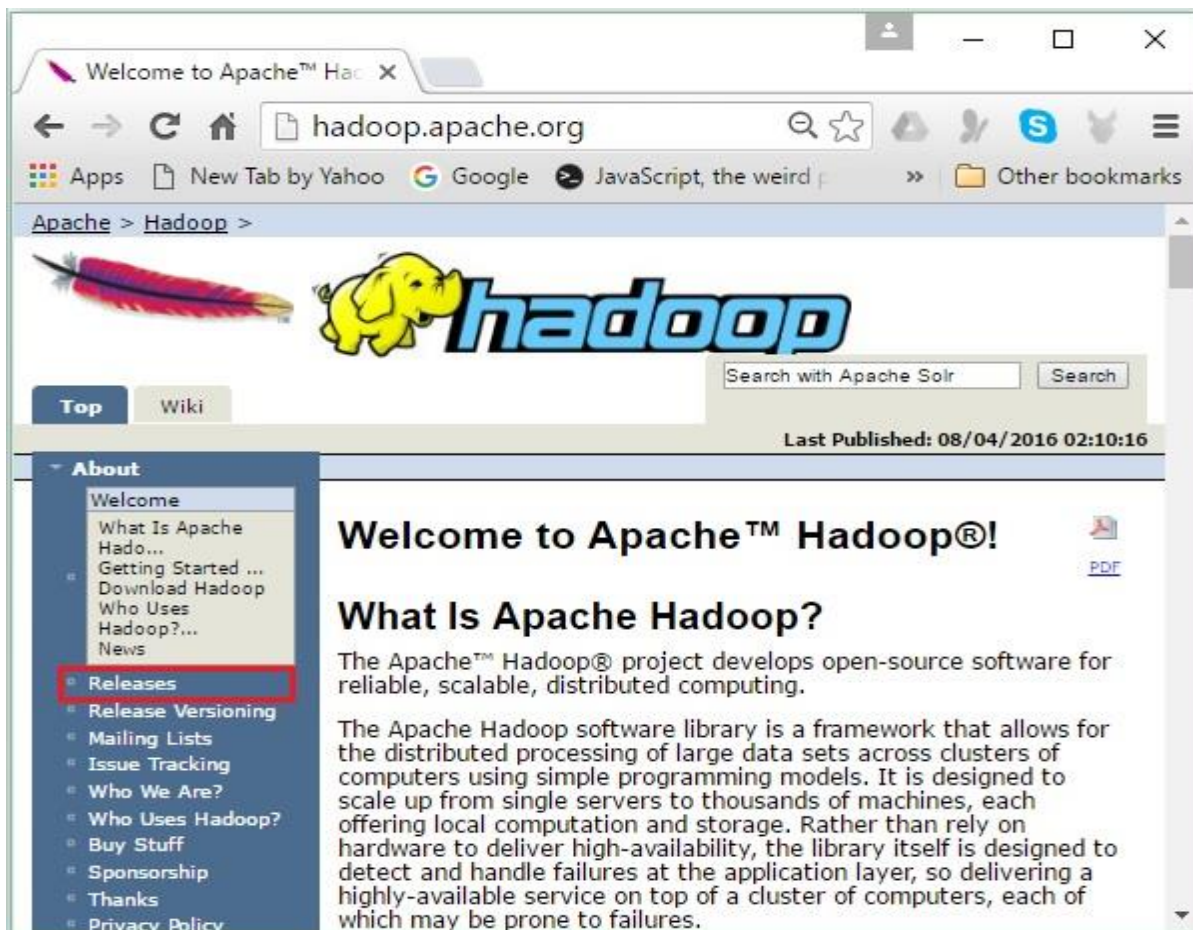 Welcome to Apache™ Hac
hadoop.apache.org
Apps New Tab by Yahoo Google JavaScript, the weird p » Other bookmarks
Apache > Hadoop >
hadoop
Search with Apache Solr Search
Top Wiki
Last Published: 08/04/2016 02:10:16
About
Welcome
What Is Apache
Hado...
Getting Started ...
Download Hadoop
Who Uses
Hadoop?...
News
Releases
Release Versioning
Mailing Lists
Issue Tracking
Who We Are?
Who Uses Hadoop?
Buy Stuff
Sponsorship
Thanks
Privacy Policy
Welcome to Apache™ Hadoop®!
PDF
What Is Apache Hadoop?
The Apache™ Hadoop® project develops open-source software for
reliable, scalable, distributed computing.
The Apache Hadoop software library is a framework that allows for
the distributed processing of large data sets across clusters of
computers using simple programming models. It is designed to
scale up from single servers to thousands of machines, each
offering local computation and storage. Rather than rely on
hardware to deliver high-availability, the library itself is designed to
detect and handle failures at the application layer, so delivering a
highly-available service on top of a cluster of computers, each of
which may be prone to failures.